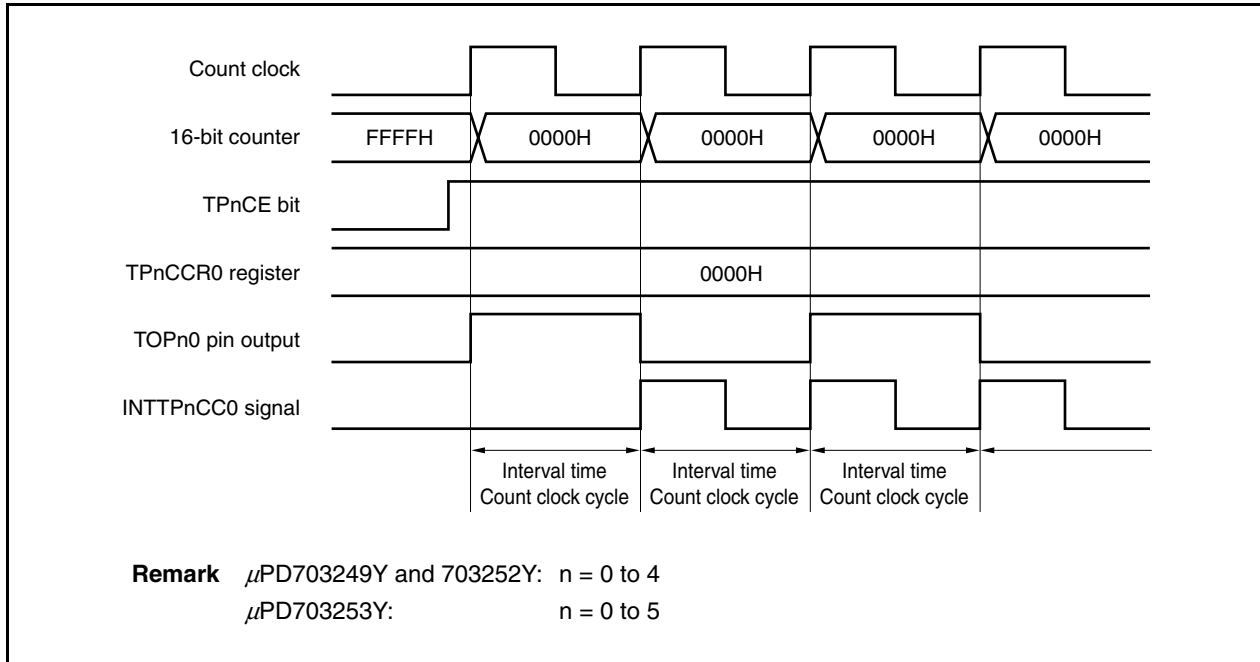 Count clock
16-bit counter FFFFH 0000H 0000H 0000H 0000H
TPnCE bit
TPnCCR0 register 0000H
TOPn0 pin output
INTTPnCC0 signal
Interval time Interval time Interval time
Count clock cycle Count clock cycle Count clock cycle
Remark μPD703249Y and 703252Y: n = 0 to 4
μPD703253Y: n = 0 to 5